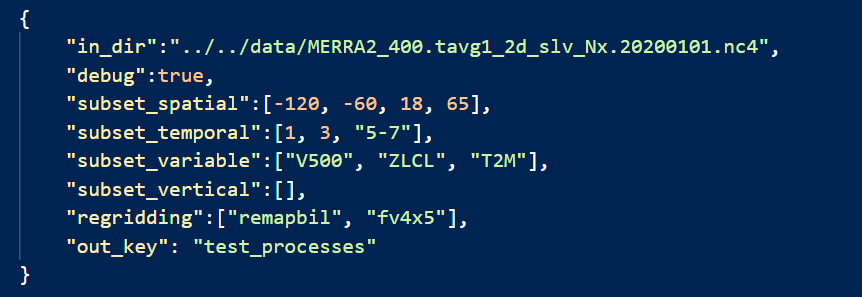 {
"in_dir":"../../data/MERRA2_400.tavg1_2d_slv_Nx.20200101.nc4",
"debug":true,
"subset_spatial":[-120, -60, 18, 65],
"subset_temporal":[1, 3, "5-7"],
"subset_variable":["V500", "ZLCL", "T2M"],
"subset_vertical":[],
"regridding":["remapbil", "fv4x5"],
"out_key": "test_processes"
}